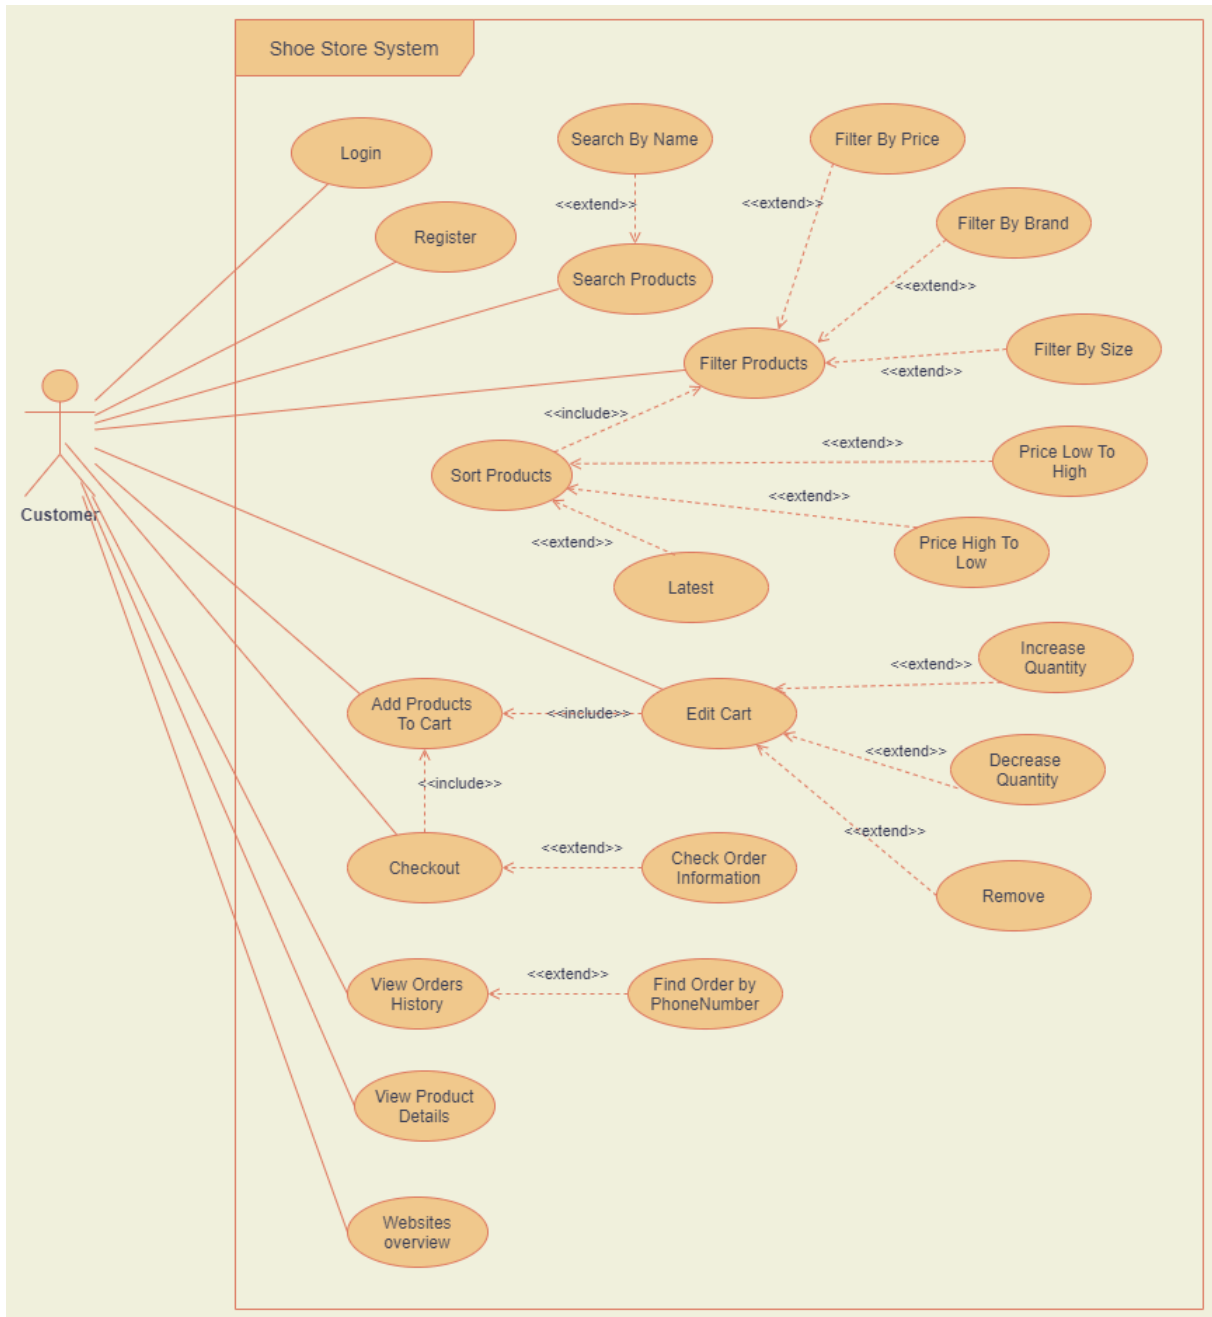 Shoe Store System
Login
Search By Name
Filter By Price
<<extend>>
<<extend>>
Register
Filter By Brand
Search Products
<<extend>>
Filter Products
Filter By Size
<<extend>>
<<include>>
Sort Products
<<extend>>
Price Low To
High
<<extend>>
<<extend>>
Price High To
Low
Latest
Customer
Increase
Quantity
<<extend>>
Add Products
To Cart
<<include>>
Edit Cart
<<extend>>
Decrease
Quantity
<<include>>
<<extend>>
Checkout
<<extend>>
Check Order
Information
Remove
View Orders
History
<<extend>>
Find Order by
PhoneNumber
View Product
Details
Websites
overview